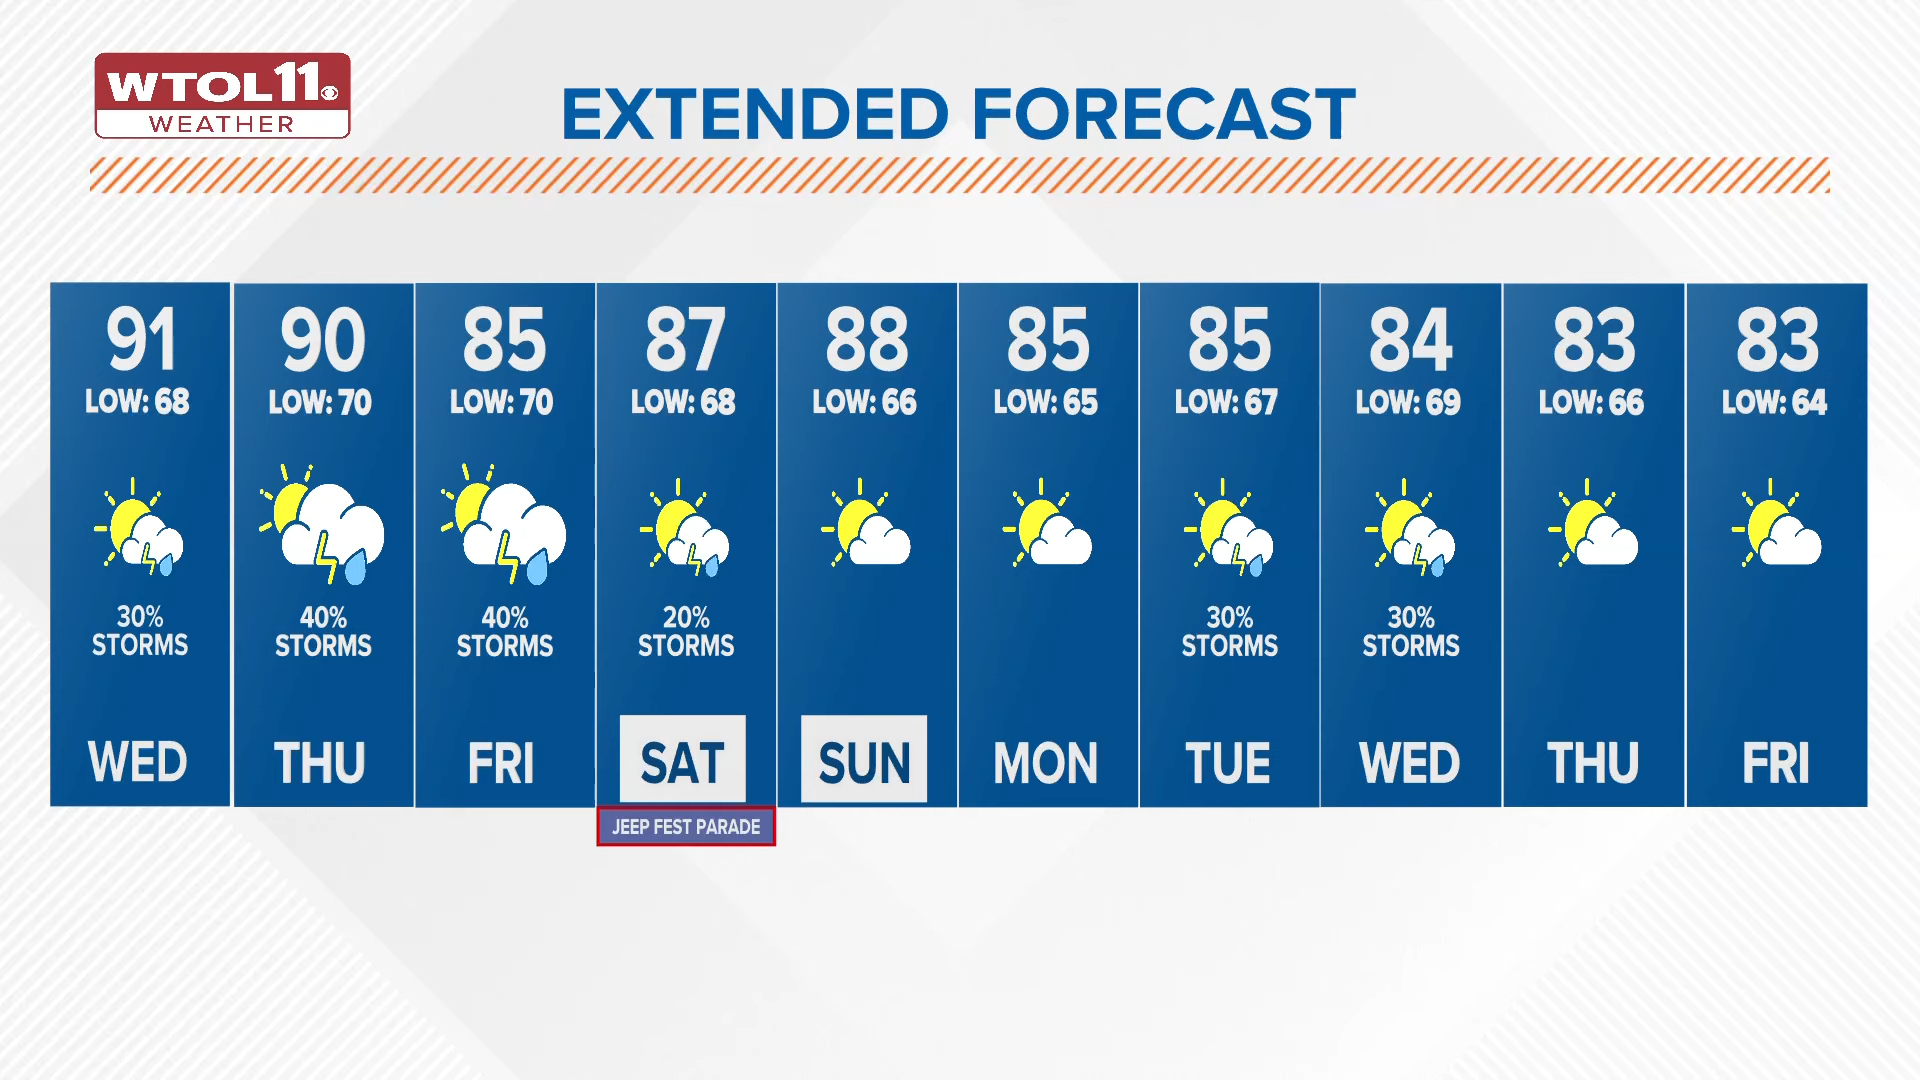 WTOL 11
WEATHER
EXTENDED FORECAST
91
LOW: 68
30%
STORMS
WED
90
LOW: 70
40%
STORMS
THU
85
LOW: 70
40%
STORMS
FRI
87
LOW: 68
20%
STORMS
SAT
JEEP FEST PARADE
88
LOW: 66
SUN
85
LOW: 65
MON
85
LOW: 67
30%
STORMS
TUE
84
LOW: 69
30%
STORMS
WED
83
LOW: 66
THU
83
LOW: 64
FRI